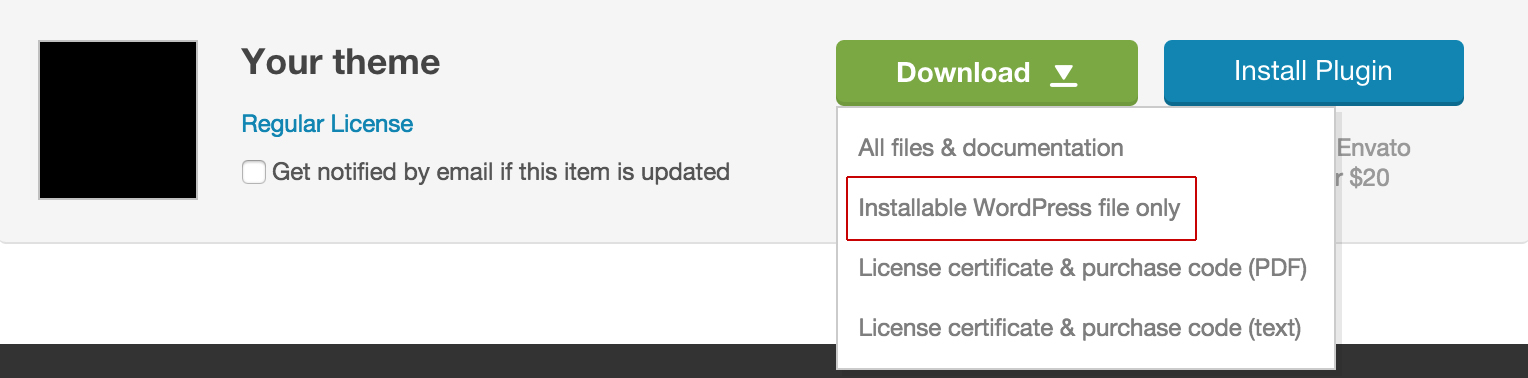 Your theme
Regular License
Get notified by email if this item is updated
Download
Install Plugin
All files & documentation
Installable WordPress file only
License certificate & purchase code (PDF)
License certificate & purchase code (text)
Envato
$20